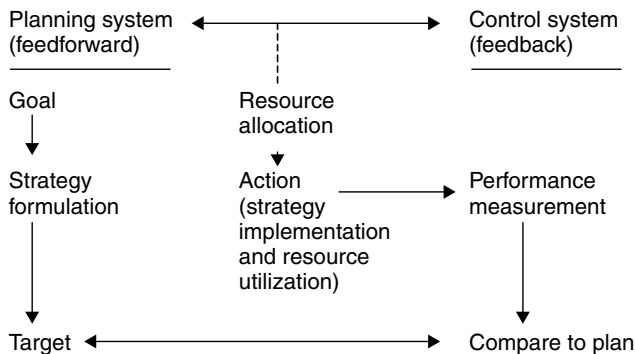 Planning system
(feedforward)
Control system
(feedback)
Goal
Resource
allocation
Strategy
formulation
Action
(strategy
implementation
and resource
utilization)
Performance
measurement
Target
Compare to plan